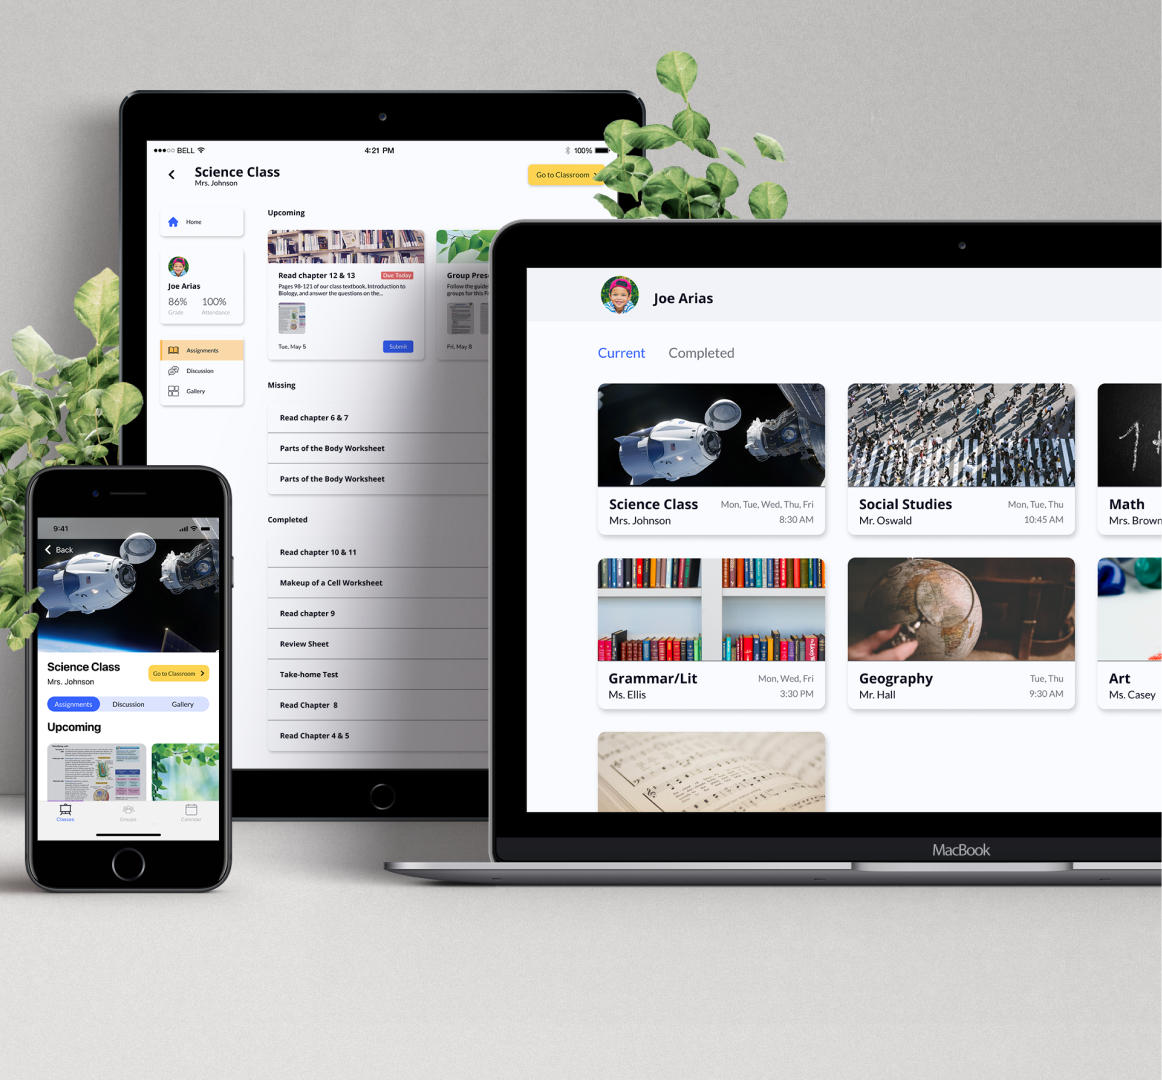 BELL
4:21 PM
100%
Science Class
Mrs. Johnson
Go to Classroom
Home
Joe Arias
86%
100%
Grade
Attendance
Assignments
Discussion
Gallery
Upcoming
Read chapter 12 & 13
Due Today
Pages 98-121 of our class textbook, Introduction to
Biology, and answer the questions on the...
Tue, May 5
Submit
Group Pres
Follow the guide
groups for this
Fri, May 8
Missing
Read chapter 6 & 7
Parts of the Body Worksheet
Parts of the Body Worksheet
Completed
Read chapter 10 & 11
Makeup of a Cell Worksheet
Read chapter 9
Review Sheet
Take-home Test
Read Chapter 8
Read Chapter 4 & 5
9:41
Back
Science Class
Mrs. Johnson
Go to Classroom
Assignments
Discussion
Gallery
Upcoming
Classes
Groups
Calendar
Joe Arias
Current
Completed
Science Class
Mon, Tue, Wed, Thu, Fri
Mrs. Johnson
8:30 AM
Social Studies
Mon, Tue, Thu
Mr. Oswald
10:45 AM
Math
Mrs. Brown
Grammar/Lit
Mon, Wed, Fri
Ms. Ellis
3:30 PM
Geography
Tue, Thu
Mr. Hall
9:30 AM
Art
Ms. Casey
MacBook